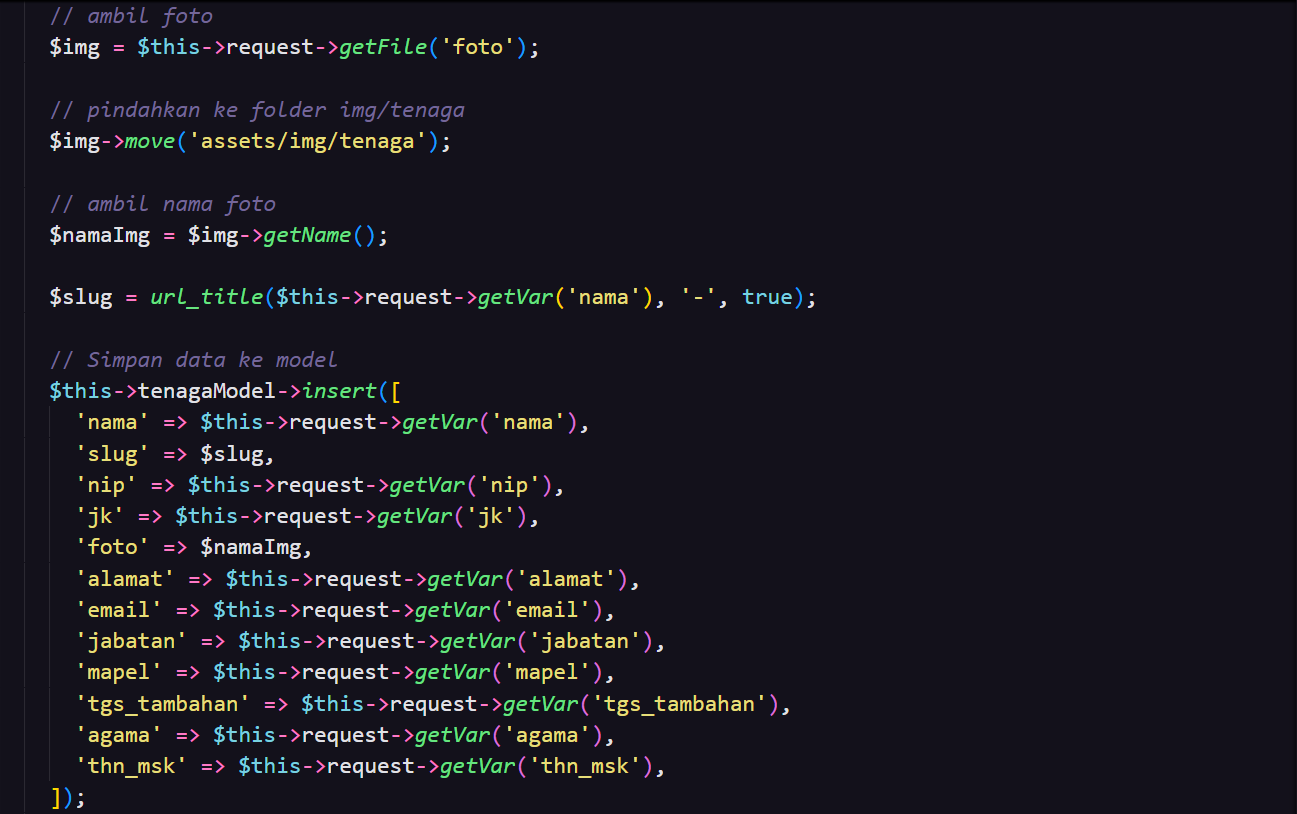 // ambil foto
$img = $this->request->getFile('foto');
// pindahkan ke folder img/tenaga
$img->move('assets/img/tenaga');
// ambil nama foto
$namaImg = $img->getName();
$slug = url_title($this->request->getVar('nama'), '-', true);
// Simpan data ke model
$this->tenagaModel->insert([
'nama' => $this->request->getVar('nama'),
'slug' => $slug,
'nip' => $this->request->getVar('nip'),
'jk' => $this->request->getVar('jk'),
'foto' => $namaImg,
'alamat' => $this->request->getVar('alamat'),
'email' => $this->request->getVar('email'),
'jabatan' => $this->request->getVar('jabatan'),
'mapel' => $this->request->getVar('mapel'),
'tgs_tambahan' => $this->request->getVar('tgs_tambahan'),
'agama' => $this->request->getVar('agama'),
'thn_msk' => $this->request->getVar('thn_msk'),
]);